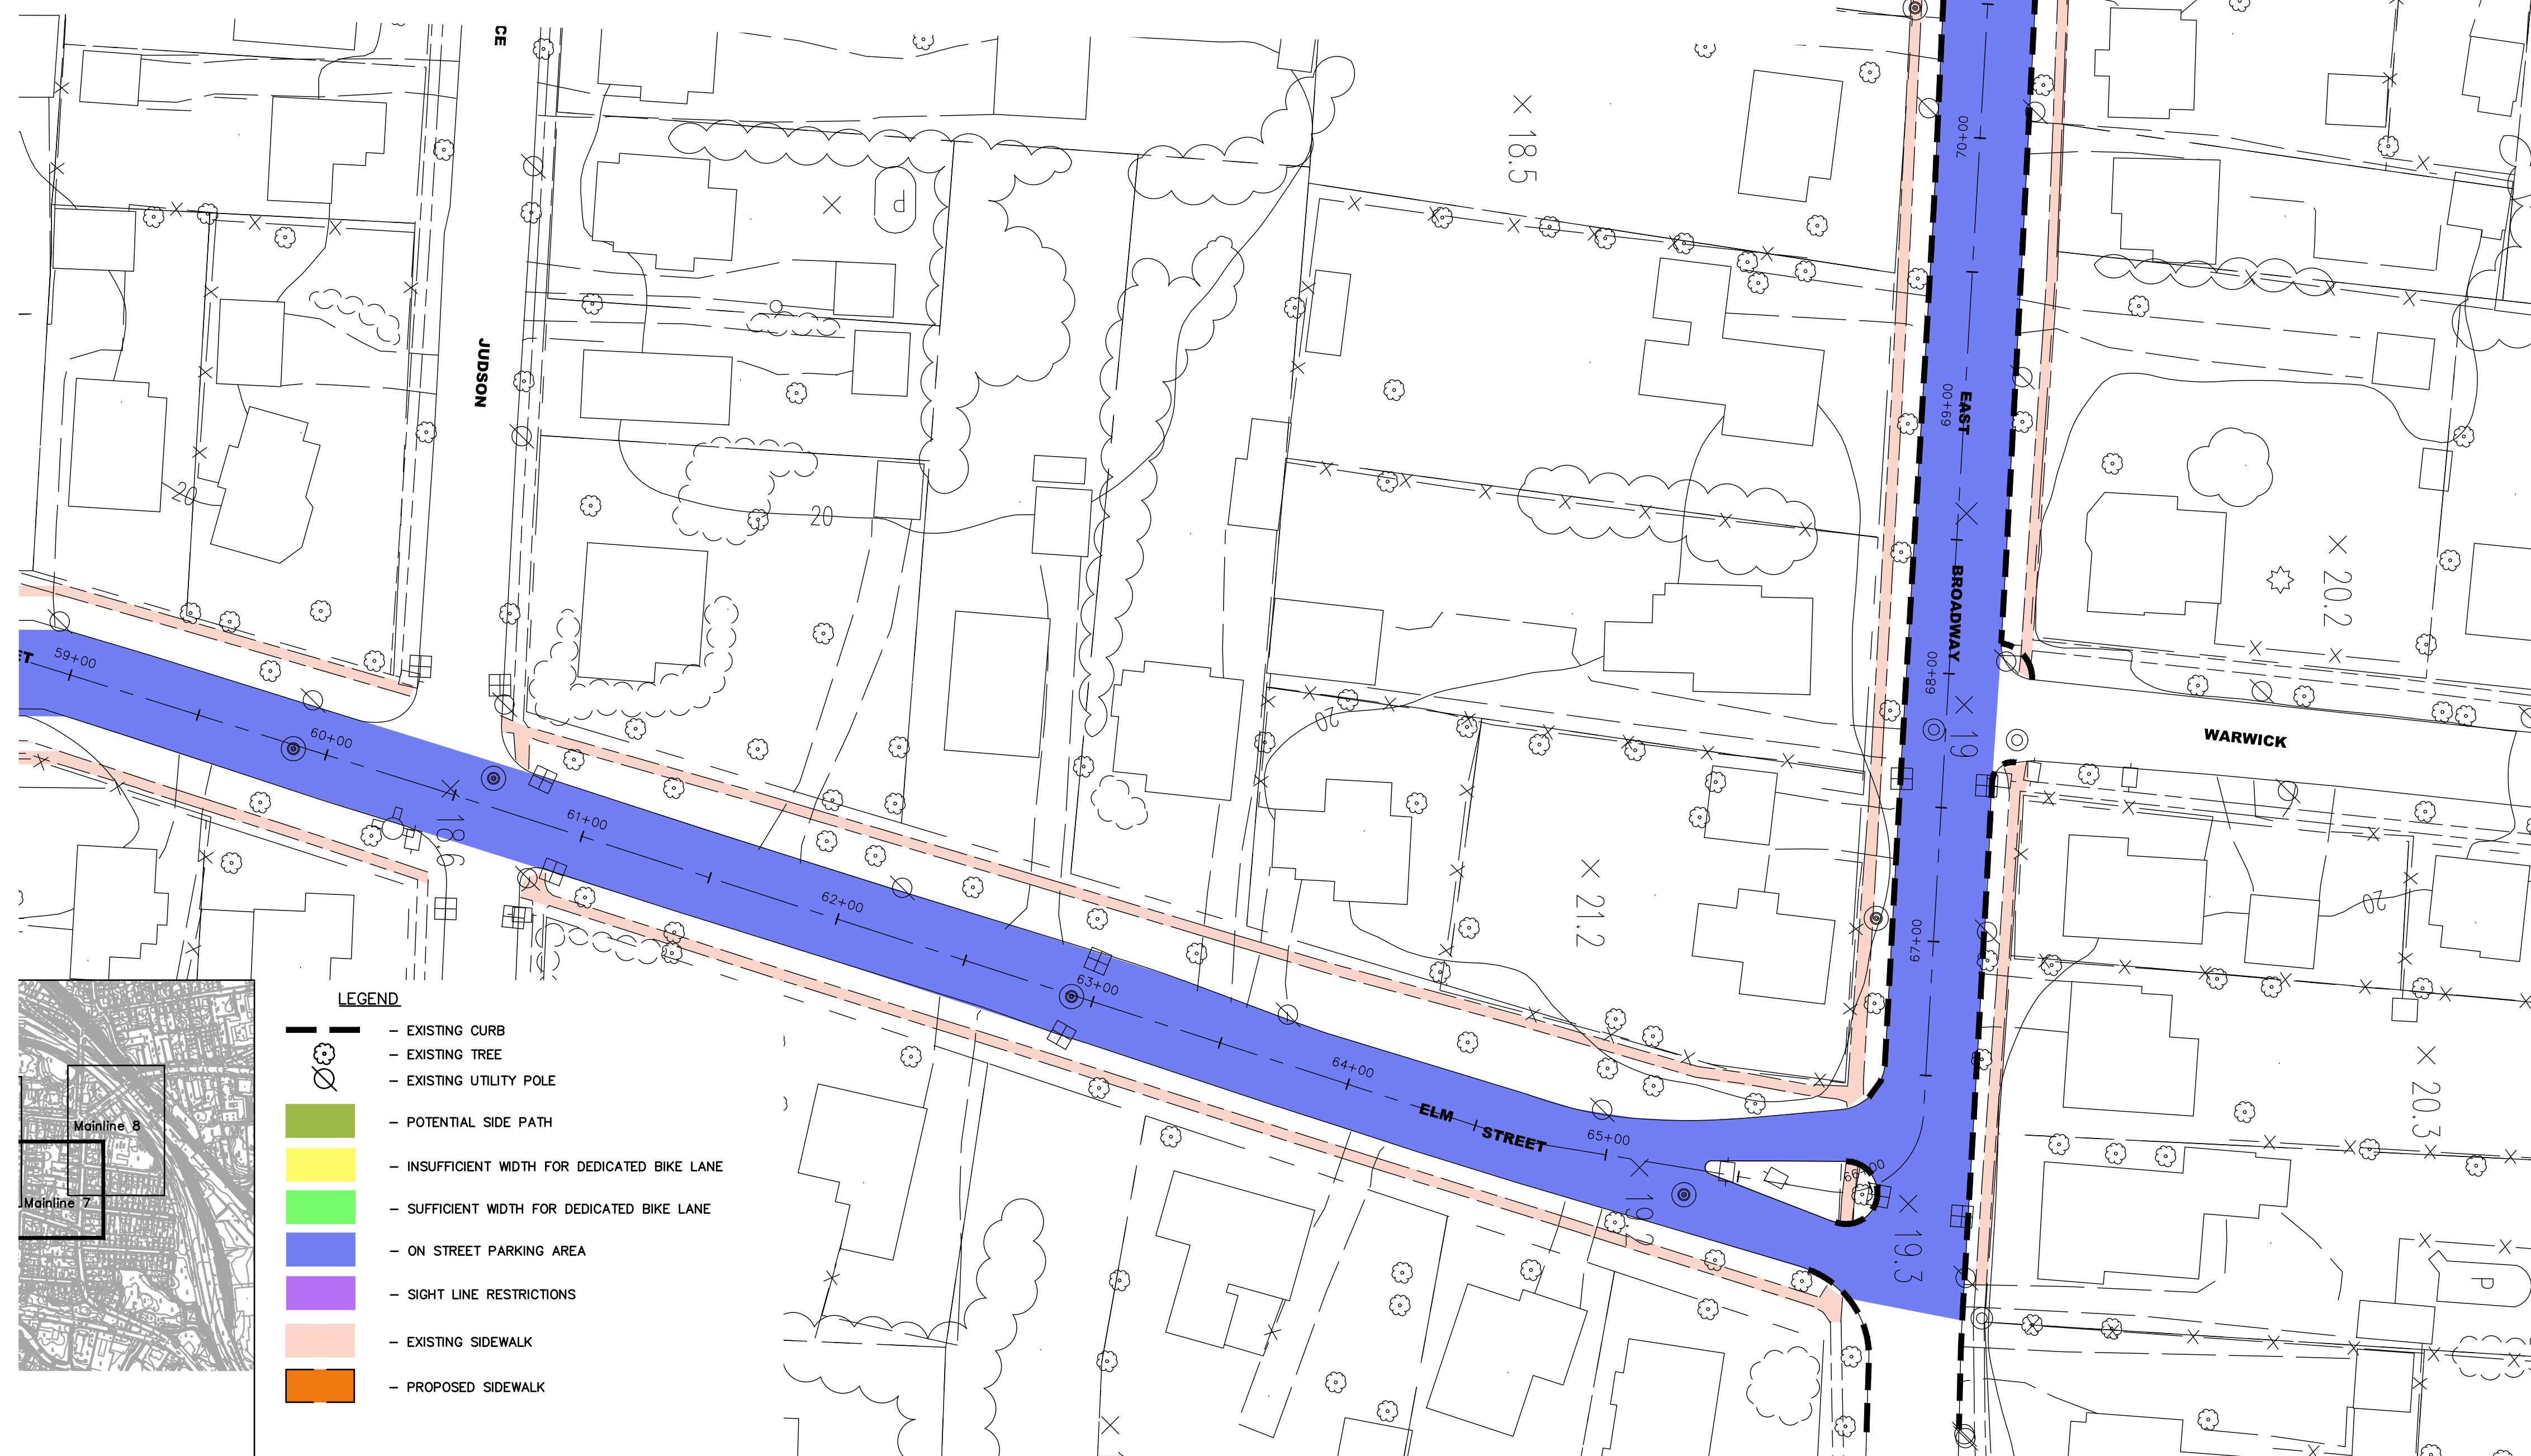 CE
JUDSON
P
18.5
70+00
69+00
EAST
BROADWAY
68+00
19
20.2
WARWICK
20
20
20
20
59+00
60+00
18.6
61+00
62+00
63+00
64+00
ELM STREET
65+00
67+00
21.2
19.2
19.3
20.3
P
LEGEND
– EXISTING CURB
– EXISTING TREE
– EXISTING UTILITY POLE
– POTENTIAL SIDE PATH
– INSUFFICIENT WIDTH FOR DEDICATED BIKE LANE
– SUFFICIENT WIDTH FOR DEDICATED BIKE LANE
– ON STREET PARKING AREA
– SIGHT LINE RESTRICTIONS
– EXISTING SIDEWALK
– PROPOSED SIDEWALK
Mainline 8
Mainline 7